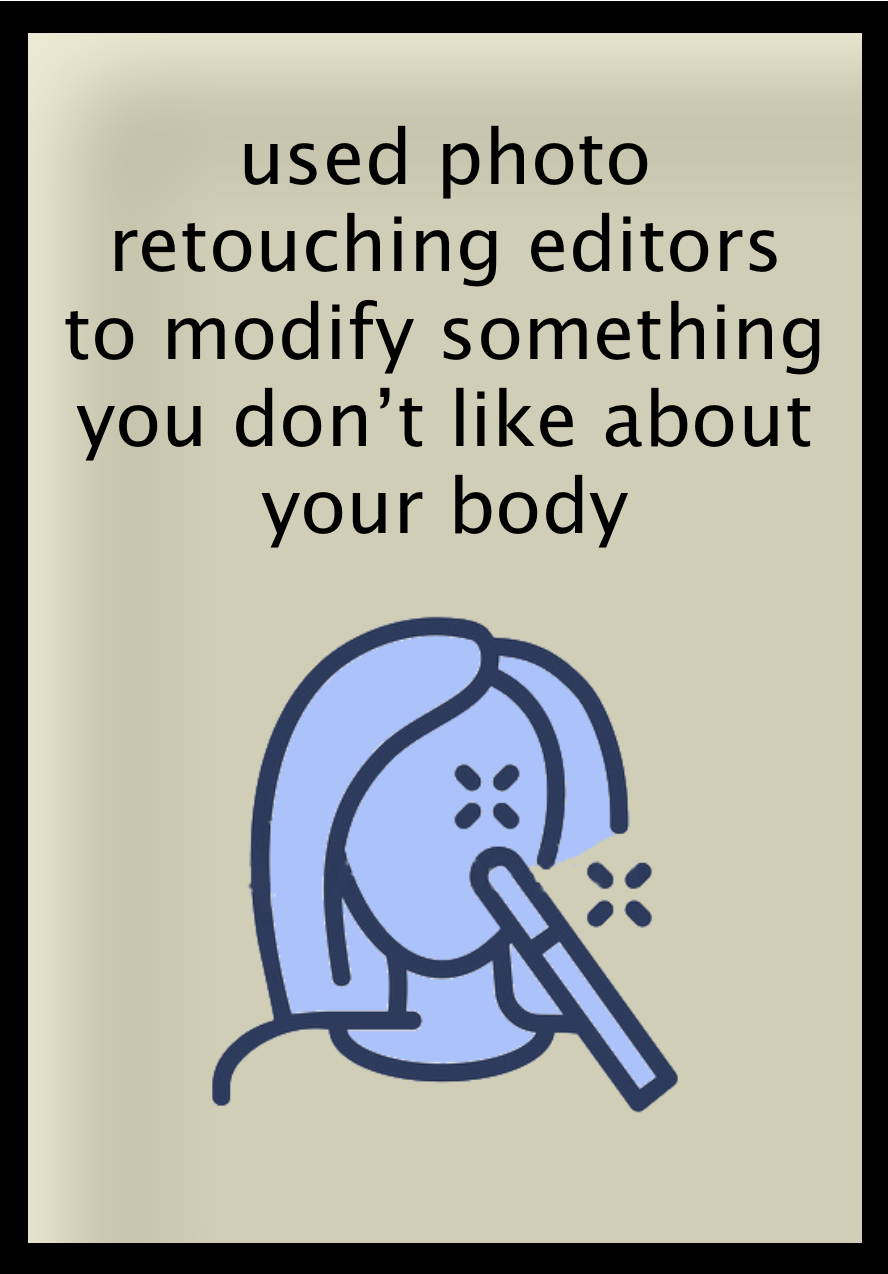 used photo
retouching editors
to modify something
you don’t like about
your body